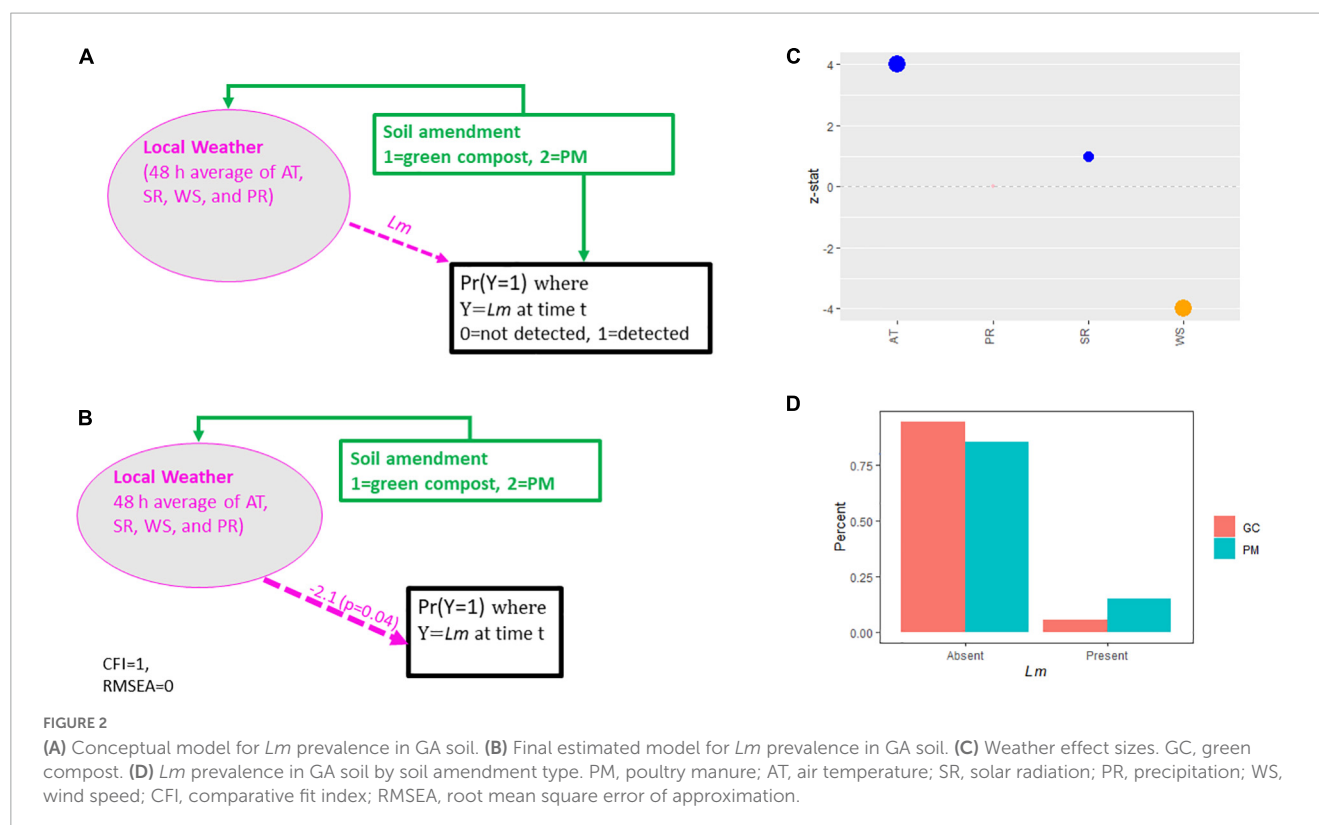 A
Local Weather
(48 h average of AT,
SR, WS, and PR)
Soil amendment
1=green compost, 2=PM
Lm
Pr(Y=1) where
Y=Lm at time t
0=not detected, 1=detected
B
Local Weather
48 h average of AT,
SR, WS, and PR)
Soil amendment
1=green compost, 2=PM
-2.1 (p=0.04)
Pr(Y=1) where
Y=Lm at time t
CFI=1,
RMSEA=0
C
z-stat
4
2
0
-2
-4
AT
PR
SR
WS
D
Percent
0.75
0.50
0.25
0.00
Absent
Present
Lm
GC
PM
FIGURE 2
(A) Conceptual model for Lm prevalence in GA soil. (B) Final estimated model for Lm prevalence in GA soil. (C) Weather effect sizes. GC, green
compost. (D) Lm prevalence in GA soil by soil amendment type. PM, poultry manure; AT, air temperature; SR, solar radiation; PR, precipitation; WS,
wind speed; CFI, comparative fit index; RMSEA, root mean square error of approximation.